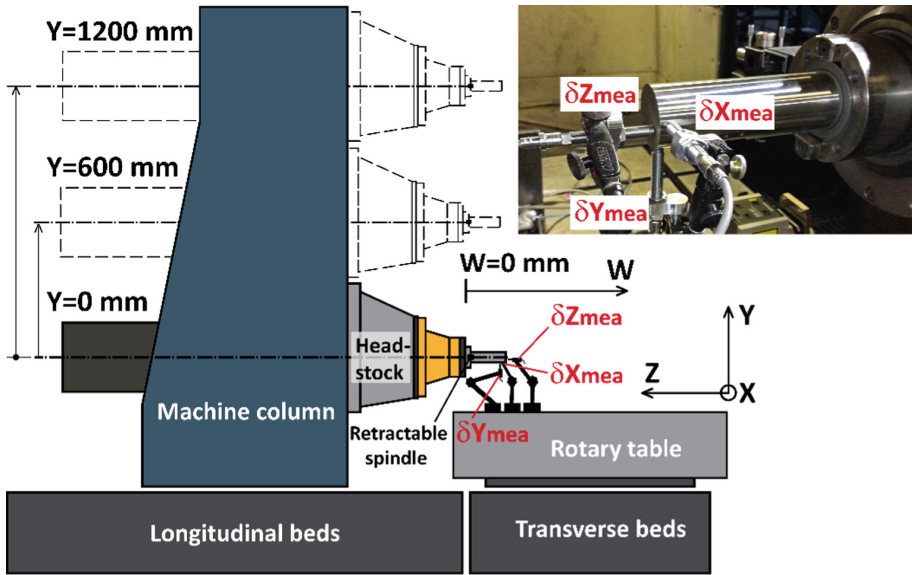 Y=1200 mm
δZmea
δXmea
δYmea
Y=600 mm
W=0 mm
W
Y=0 mm
δZmea
Y
Head-
stock
δXmea
Z
X
Machine column
δYmea
Retractable
spindle
Rotary table
Longitudinal beds
Transverse beds